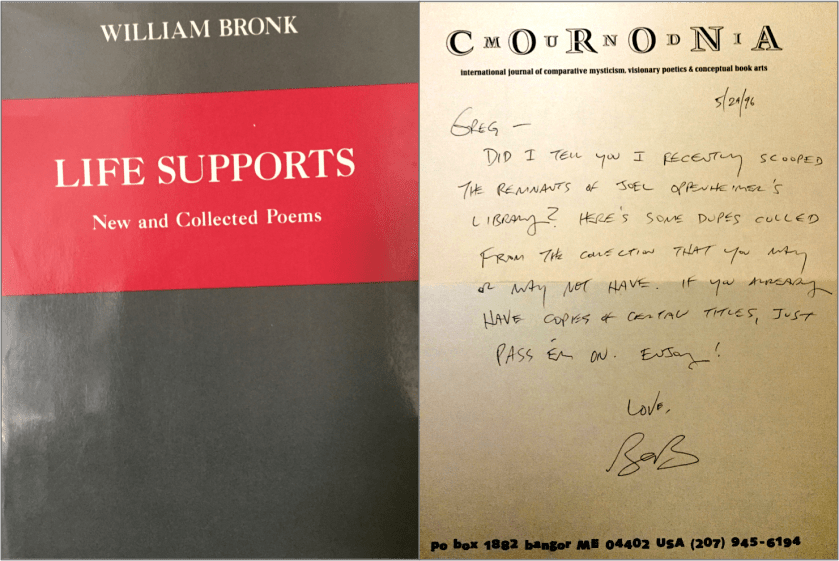 WILLIAM BRONK
LIFE SUPPORTS
New and Collected Poems
CMOURNODNIA
international journal of comparative mysticism, visionary poetics & conceptual book arts
5/24/96
GREG —
DID I TELL YOU I RECENTLY SCOOPED
THE REMNANTS OF JOEL OPPENHEIMER'S
LIBRARY? HERE'S SOME DUPES CULLED
FROM THE COLLECTION THAT YOU MAY
OR MAY NOT HAVE. IF YOU ALREADY
HAVE COPIES OF CERTAIN TITLES, JUST
PASS 'EM ON. ENJOY!
LOVE,
BOB
Po box 1882 bangor ME 04402 USA (207) 945-6194